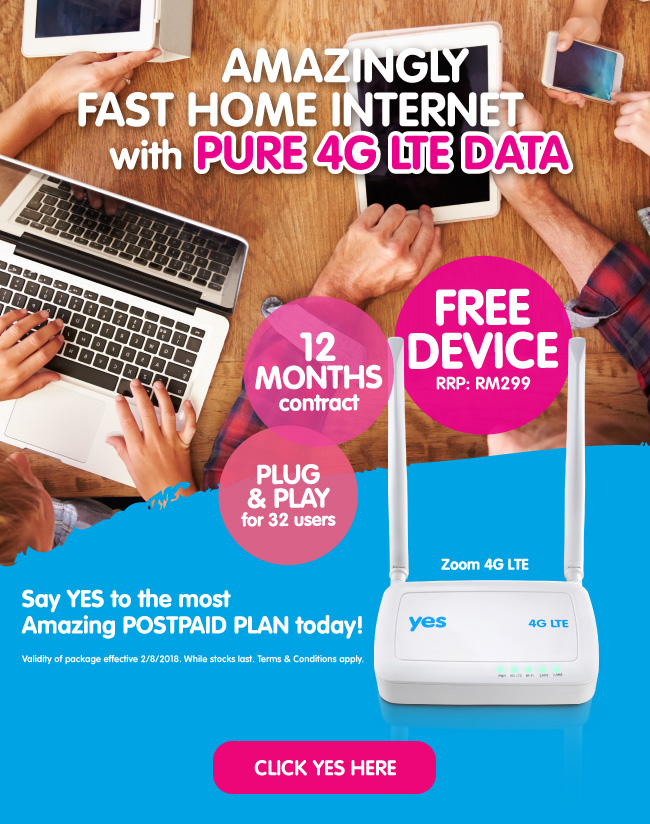 AMAZINGLY
FAST HOME INTERNET
with PURE 4G LTE DATA
FREE
DEVICE
RRP: RM299
12
MONTHS
contract
PLUG
& PLAY
for 32 users
Zoom 4G LTE
Say YES to the most
Amazing POSTPAID PLAN today!
yes
4G LTE
Validity of package effective 2/8/2018. While stocks last. Terms & Conditions apply.
CLICK YES HERE